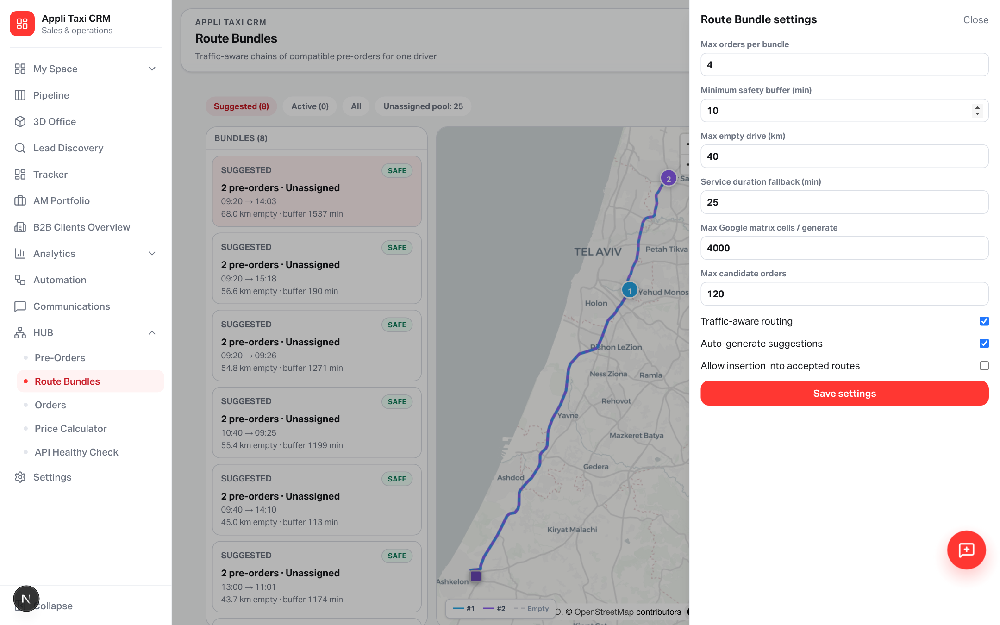 Appli Taxi CRM
Sales & operations
My Space
Pipeline
3D Office
Lead Discovery
Tracker
AM Portfolio
B2B Clients Overview
Analytics
Automation
Communications
HUB
Pre-Orders
Route Bundles
Orders
Price Calculator
API Healthy Check
Settings
N
Collapse
APPLI TAXI CRM
Route Bundles
Traffic-aware chains of compatible pre-orders for one driver
Suggested (8)
Active (0)
All
Unassigned pool: 25
BUNDLES (8)
SUGGESTED
SAFE
2 pre-orders · Unassigned
09:20 → 14:03
68.0 km empty · buffer 1537 min
SUGGESTED
SAFE
2 pre-orders · Unassigned
09:20 → 15:18
56.6 km empty · buffer 190 min
SUGGESTED
SAFE
2 pre-orders · Unassigned
09:20 → 09:26
54.8 km empty · buffer 1271 min
SUGGESTED
SAFE
2 pre-orders · Unassigned
10:40 → 09:25
55.4 km empty · buffer 1199 min
SUGGESTED
SAFE
2 pre-orders · Unassigned
09:40 → 14:10
45.0 km empty · buffer 113 min
SUGGESTED
SAFE
2 pre-orders · Unassigned
13:00 → 11:01
43.7 km empty · buffer 1174 min
2
Sa
TEL AVIV
Petah Tikva
1
Yehud Monos
Holon
Rishon LeZion
Ness Ziona
Ramla
Rehovot
Yavne
Mazkeret Batya
Gedera
Ashdod
Kiryat Malachi
Ashkelon
#1
#2
Empty
O, © OpenStreetMap contributors
Route Bundle settings
Close
Max orders per bundle
4
Minimum safety buffer (min)
10
Max empty drive (km)
40
Service duration fallback (min)
25
Max Google matrix cells / generate
4000
Max candidate orders
120
Traffic-aware routing
Auto-generate suggestions
Allow insertion into accepted routes
Save settings